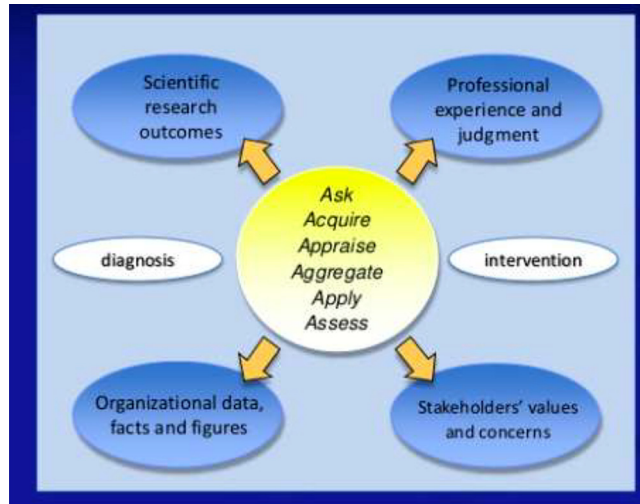 Scientific
research
outcomes
Professional
experience and
judgment
Ask
Acquire
Appraise
Aggregate
Apply
Assess
diagnosis
intervention
Organizational data,
facts and figures
Stakeholders' values
and concerns